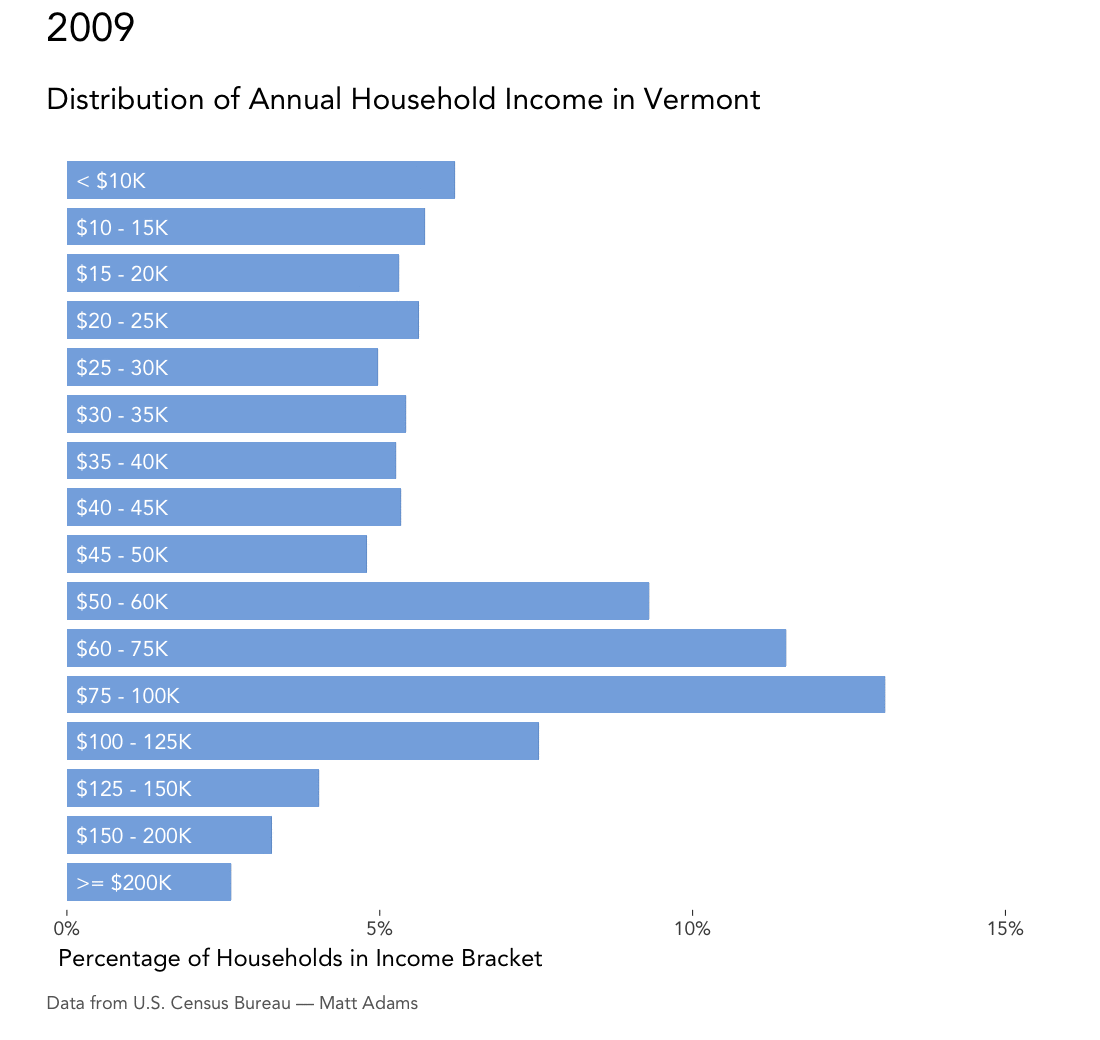 2009
Distribution of Annual Household Income in Vermont
< $10K
$10 - 15K
$15 - 20K
$20 - 25K
$25 - 30K
$30 - 35K
$35 - 40K
$40 - 45K
$45 - 50K
$50 - 60K
$60 - 75K
$75 - 100K
$100 - 125K
$125 - 150K
$150 - 200K
>= $200K
0% 5% 10% 15%
Percentage of Households in Income Bracket
Data from U.S. Census Bureau — Matt Adams